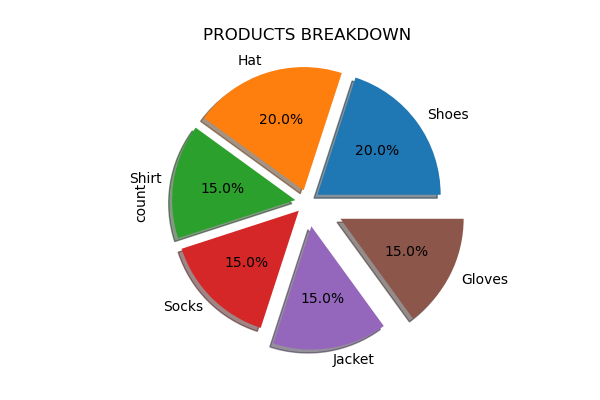 PRODUCTS BREAKDOWN
Hat
Shoes
20.0%
20.0%
Shirt
15.0%
count
15.0%
15.0%
Gloves
Socks
15.0%
Jacket